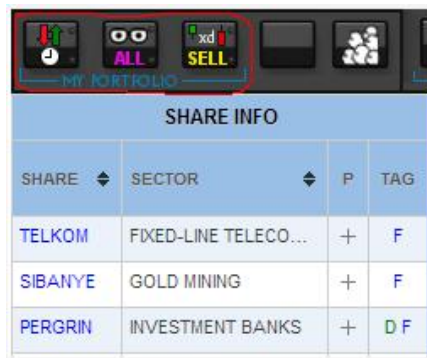 xd
ALL SELL
MY PORTFOLIO
SHARE INFO
SHARE SECTOR P TAG
TELKOM FIXED-LINE TELECO... + F
SIBANYE GOLD MINING + F
PERGRIN INVESTMENT BANKS + D F